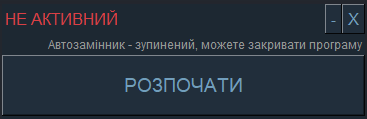 НЕ АКТИВНИЙ - X
Автозамінник - зупинений, можете закривати програму
РОЗПОЧАТИ